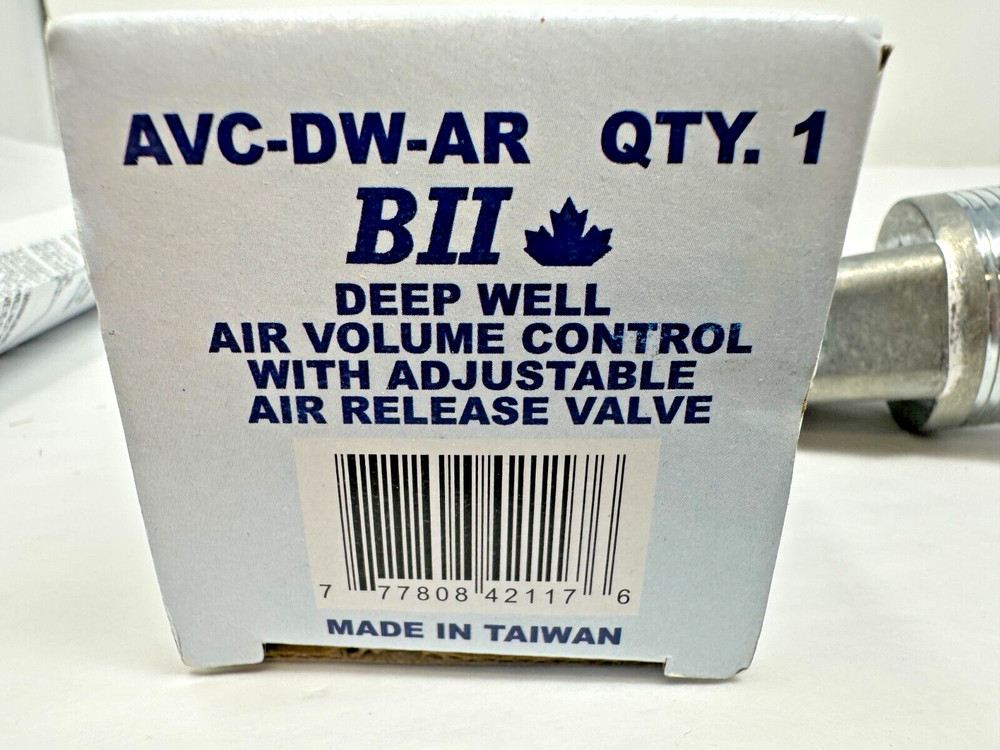 AVC-DW-AR QTY. 1
BII
DEEP WELL
AIR VOLUME CONTROL
WITH ADJUSTABLE
AIR RELEASE VALVE
7 77808 42117 6
MADE IN TAIWAN